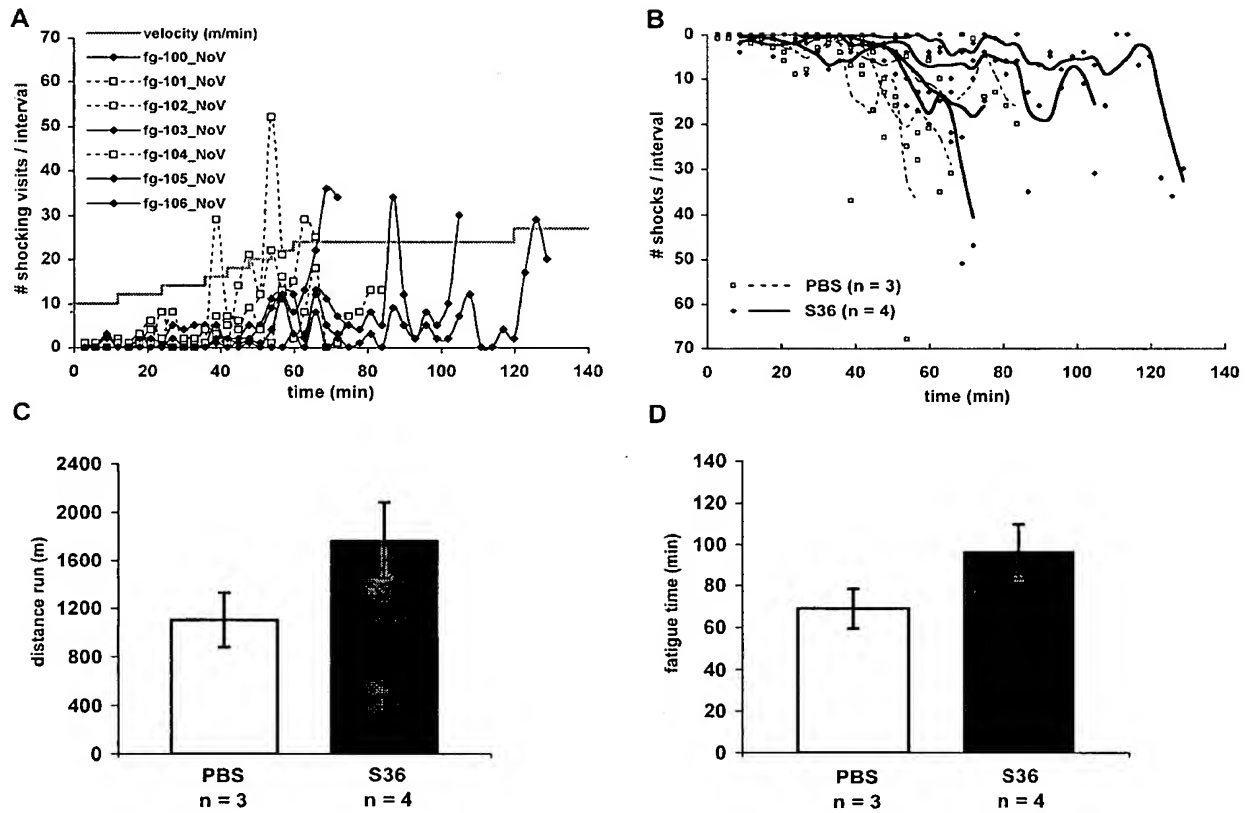 A
# shocking visits / interval
70
60
50
40
30
20
10
0
velocity (m/min)
fg-100_NoV
fg-101_NoV
fg-102_NoV
fg-103_NoV
fg-104_NoV
fg-105_NoV
fg-106_NoV
0 20 40 60 80 100 120 140
time (min)
B
# shocks / interval
0
10
20
30
40
50
60
70
PBS (n = 3)
S36 (n = 4)
0 20 40 60 80 100 120 140
time (min)
C
distance run (m)
2400
2000
1600
1200
800
400
0
PBS S36
n = 3 n = 4
D
fatigue time (min)
140
120
100
80
60
40
20
0
PBS S36
n = 3 n = 4